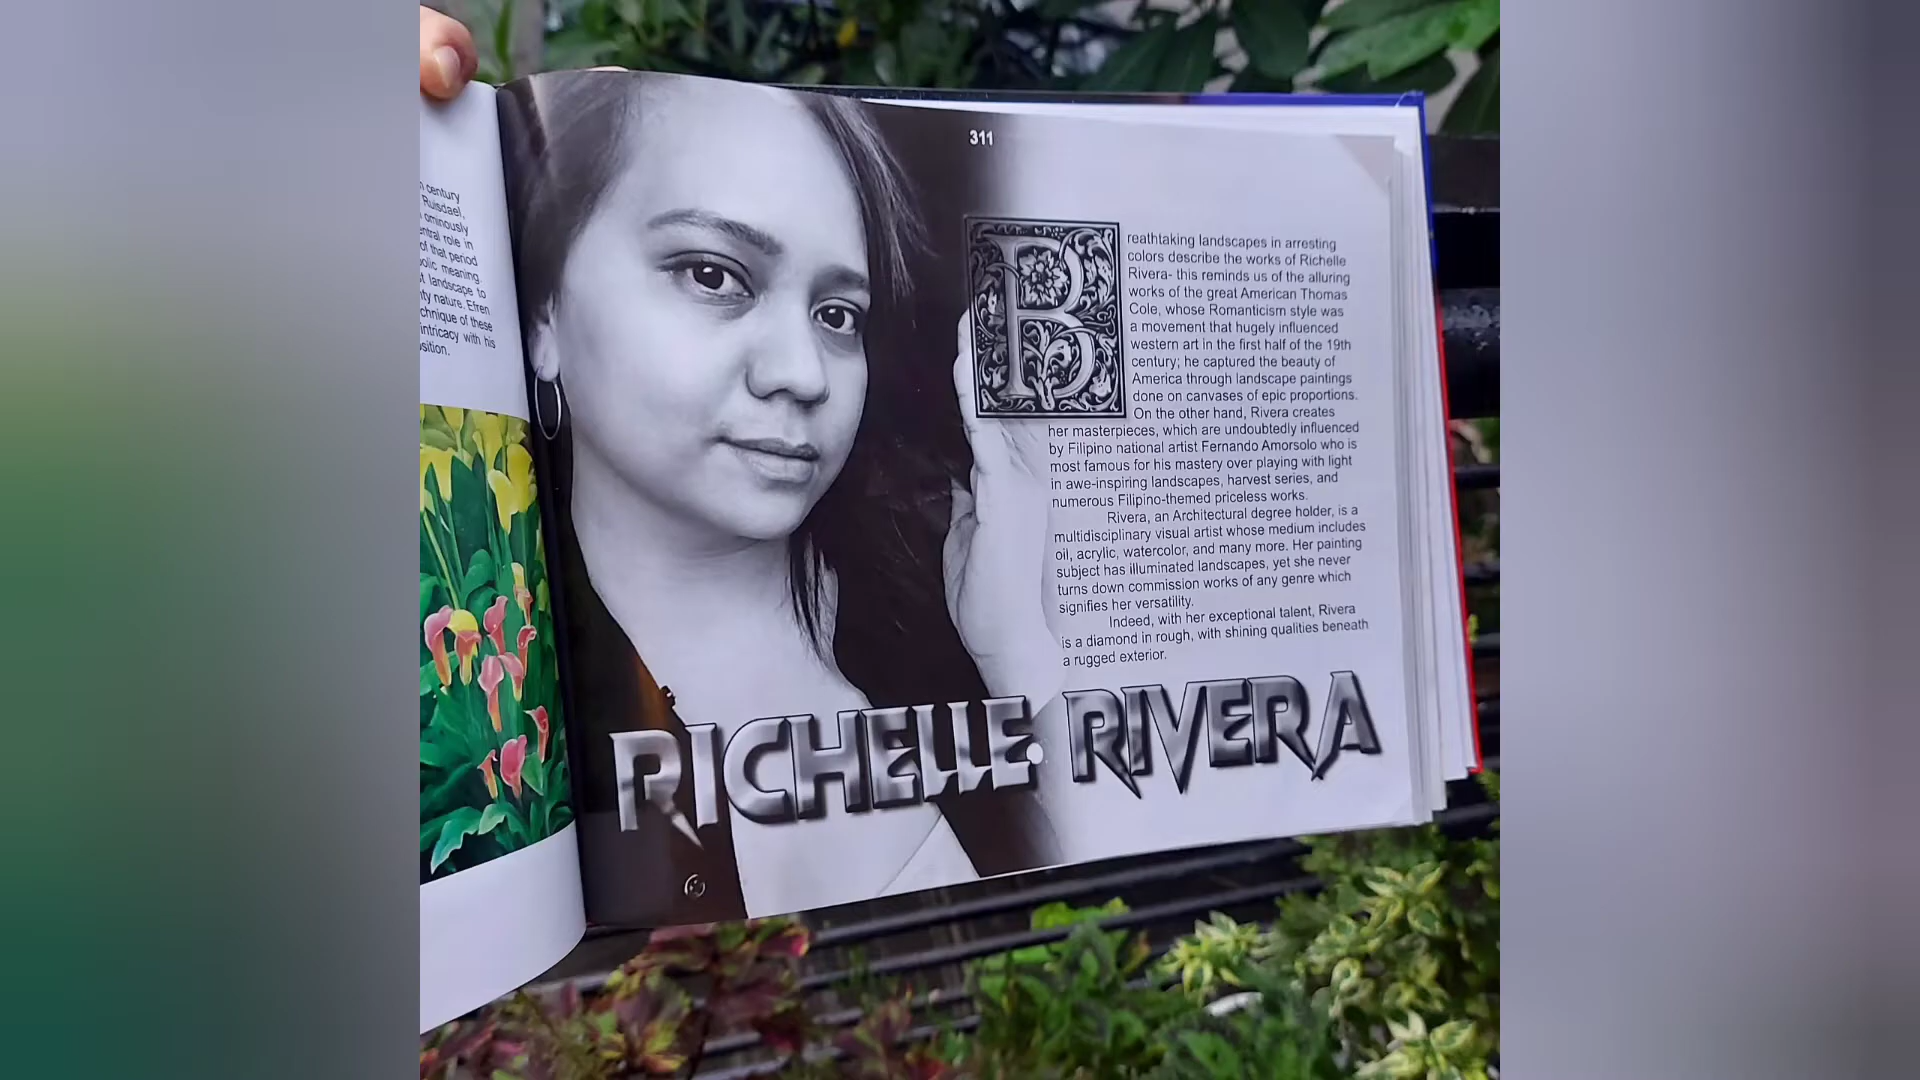 century
Ruisdael,
ominously
role in
of that period
meaning.
landscape to
nature. Efren
of these
intricacy with his
311
B
reathtaking landscapes in arresting
colors describe the works of Richelle
Rivera- this reminds us of the alluring
works of the great American Thomas
Cole, whose Romanticism style was
a movement that hugely influenced
western art in the first half of the 19th
century; he captured the beauty of
America through landscape paintings
done on canvases of epic proportions.
On the other hand, Rivera creates
her masterpieces, which are undoubtedly influenced
by Filipino national artist Fernando Amorsolo who is
most famous for his mastery over playing with light
in awe-inspiring landscapes, harvest series, and
numerous Filipino-themed priceless works.
Rivera, an Architectural degree holder, is a
multidisciplinary visual artist whose medium includes
oil, acrylic, watercolor, and many more. Her painting
subject has illuminated landscapes, yet she never
turns down commission works of any genre which
signifies her versatility.
Indeed, with her exceptional talent, Rivera
is a diamond in rough, with shining qualities beneath
a rugged exterior.
RICHELLE RIVERA